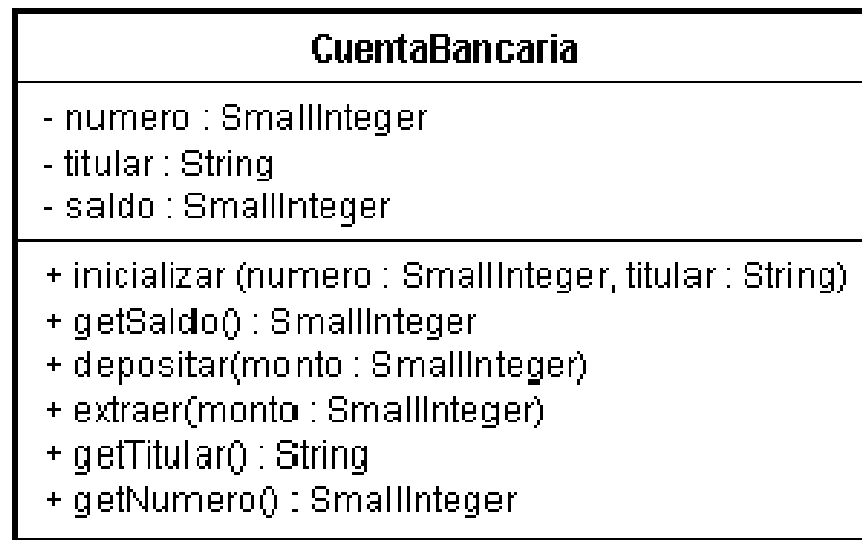 CuentaBancaria
- numero : SmallInteger
- titular : String
- saldo : SmallInteger
+ inicializar (numero : SmallInteger, titular : String)
+ getSaldo() : SmallInteger
+ depositar(monto : SmallInteger)
+ extraer(monto : SmallInteger)
+ getTitular() : String
+ getNumero() : SmallInteger